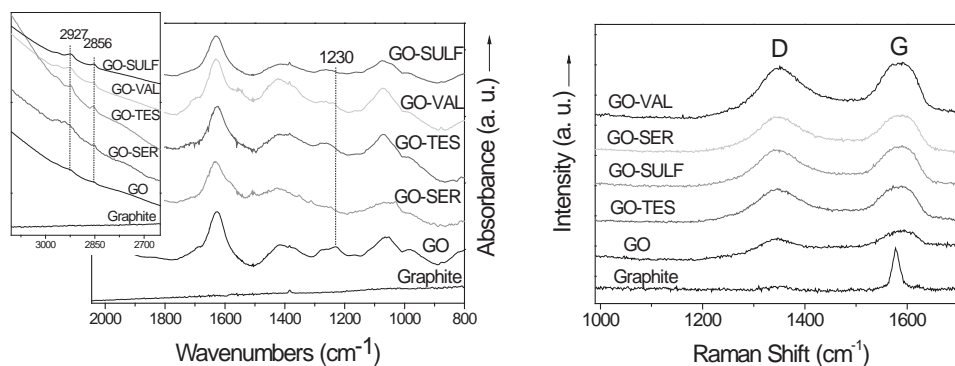 2927
2856
GO-SULF
GO-VAL
GO-TES
GO-SER
GO
Graphite
3000 2850 2700
1230
GO-SULF
GO-VAL
GO-TES
GO-SER
GO
Graphite
2000 1800 1600 1400 1200 1000 800
Wavenumbers (cm-1)
Absorbance (a. u.)
D G
GO-VAL
GO-SER
GO-SULF
GO-TES
GO
Graphite
1000 1200 1400 1600
Raman Shift (cm-1)
Intensity (a. u.)